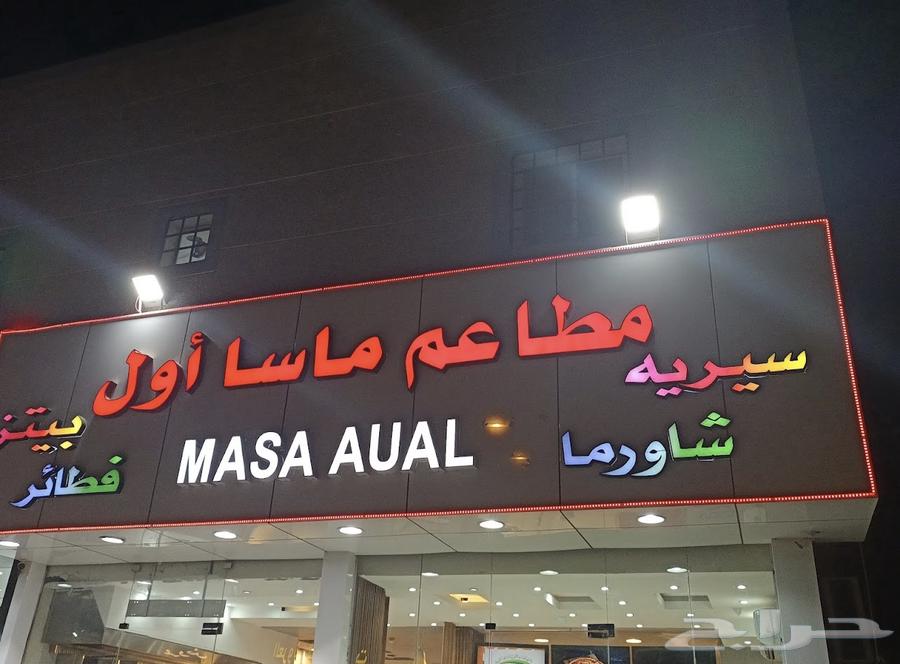 مطاعم ماسا أول
سيريه
شاورما
MASA AUAL
فطائر
حراج